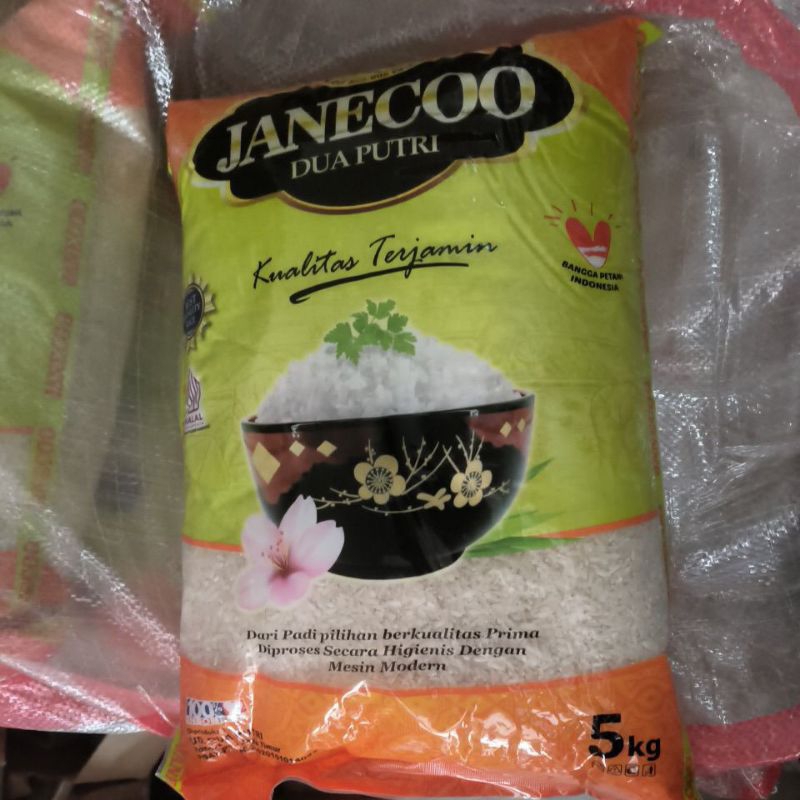 JANECOO
DUA PUTRI
Kualitas Terjamin
BANGGA PETANI
INDONESIA
HALAL
Dari Padi pilihan berkualitas Prima
Diproses Secara Higienis Dengan
Mesin Modern
100%
5kg